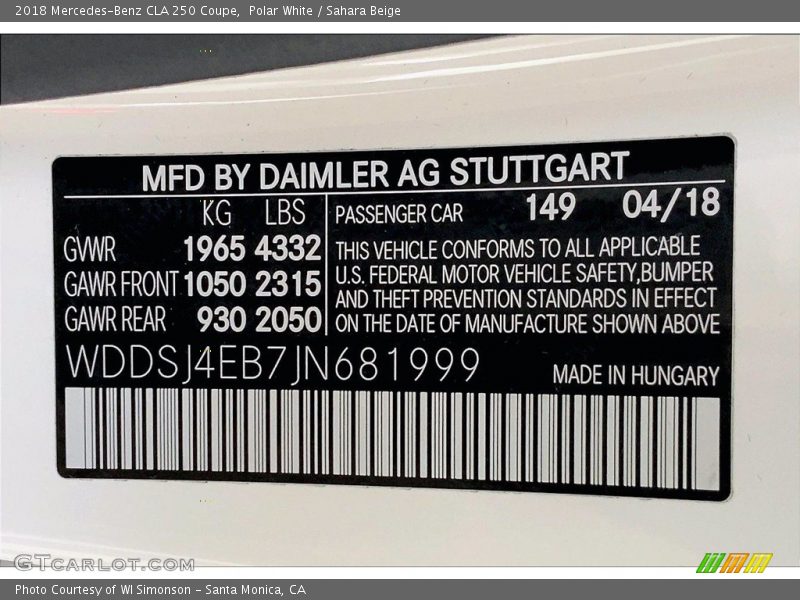 2018 Mercedes-Benz CLA 250 Coupe,  Polar White / Sahara Beige
MFD BY DAIMLER AG STUTTGART
KG LBS
GVWR 1965 4332
GAWR FRONT 1050 2315
GAWR REAR 930 2050
PASSENGER CAR 149 04/18
THIS VEHICLE CONFORMS TO ALL APPLICABLE
U.S. FEDERAL MOTOR VEHICLE SAFETY,BUMPER
AND THEFT PREVENTION STANDARDS IN EFFECT
ON THE DATE OF MANUFACTURE SHOWN ABOVE
WDDSJ4EB7JN681999
MADE IN HUNGARY
GTCARLOT.COM
Photo Courtesy of WI Simonson - Santa Monica, CA